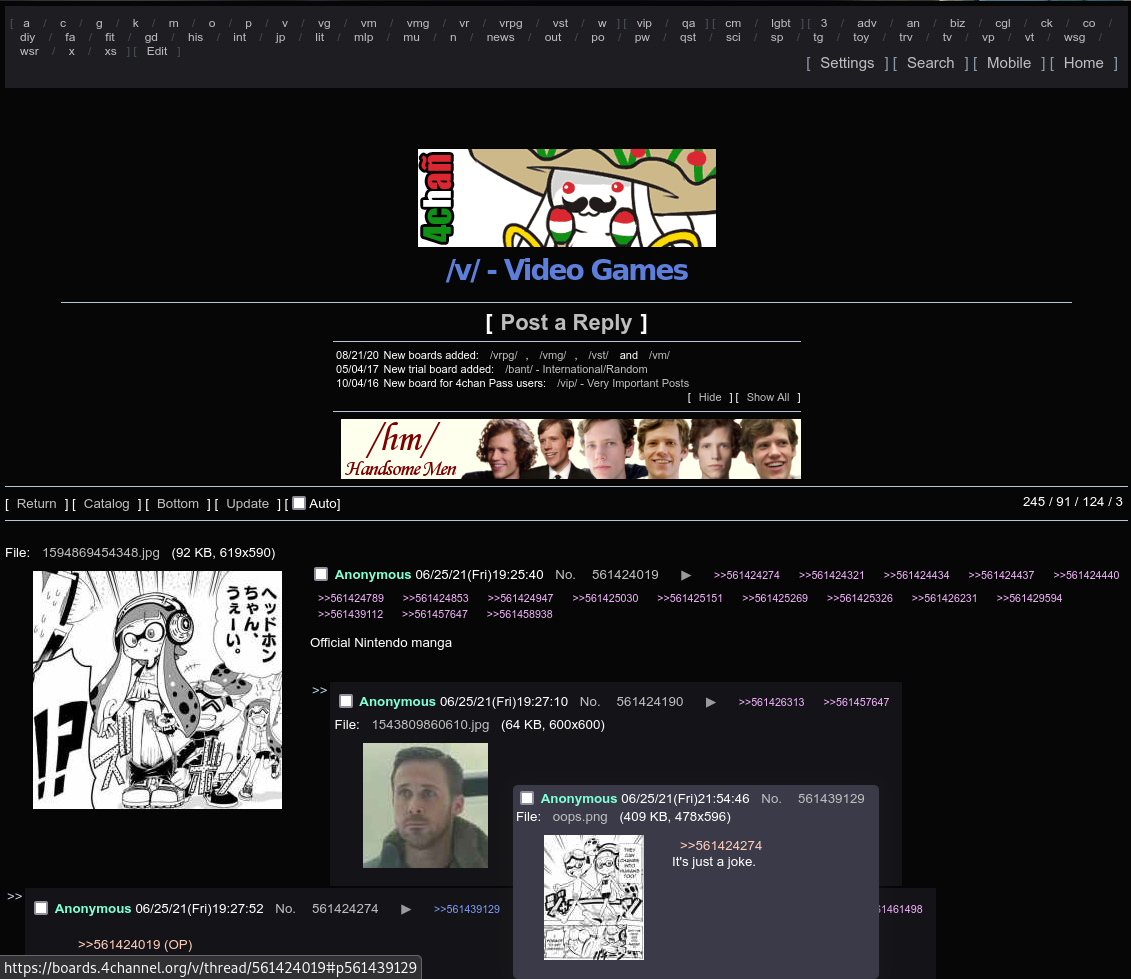 [ a / c / g / k / m / o / p / v / vg / vm / vmg / vr / vrpg / vst / w ] [ vip / qa ] [ cm / lgbt ] [ 3 / adv / an / biz / cgl / ck / co /
diy / fa / fit / gd / his / int / jp / lit / mlp / mu / n / news / out / po / pw / qst / sci / sp / tg / toy / trv / tv / vp / vt / wsg /
wsr / x / xs ] [ Edit ]
[ Settings ] [ Search ] [ Mobile ] [ Home ]
4chañ
/v/ - Video Games
[ Post a Reply ]
08/21/20 New boards added: /vrpg/ , /vmg/ , /vst/ and /vm/
05/04/17 New trial board added: /bant/ - International/Random
10/04/16 New board for 4chan Pass users: /vip/ - Very Important Posts
[ Hide ] [ Show All ]
/hm/
Handsome Men
[ Return ] [ Catalog ] [ Bottom ] [ Update ] [ Auto]
245 / 91 / 124 / 3
File: 1594869454348.jpg (92 KB, 619x590)
ヘッドホン
ちゃん、
うぇーい。
!?
Anonymous 06/25/21(Fri)19:25:40 No. 561424019 ▶ >>561424274 >>561424321 >>561424434 >>561424437 >>561424440
>>561424789 >>561424853 >>561424947 >>561425030 >>561425151 >>561425269 >>561425326 >>561426231 >>561429594
>>561439112 >>561457647 >>561458938
Official Nintendo manga
>> Anonymous 06/25/21(Fri)19:27:10 No. 561424190 ▶ >>561426313 >>561457647
File: 1543809860610.jpg (64 KB, 600x600)
Anonymous 06/25/21(Fri)21:54:46 No. 561439129
File: oops.png (409 KB, 478x596)
THEY CAN CHANGE INTO HUMANS TOO?
>>561424274
It's just a joke.
>> Anonymous 06/25/21(Fri)19:27:52 No. 561424274 ▶ >>561439129 61461498
>>561424019 (OP)
https://boards.4channel.org/v/thread/561424019#p561439129